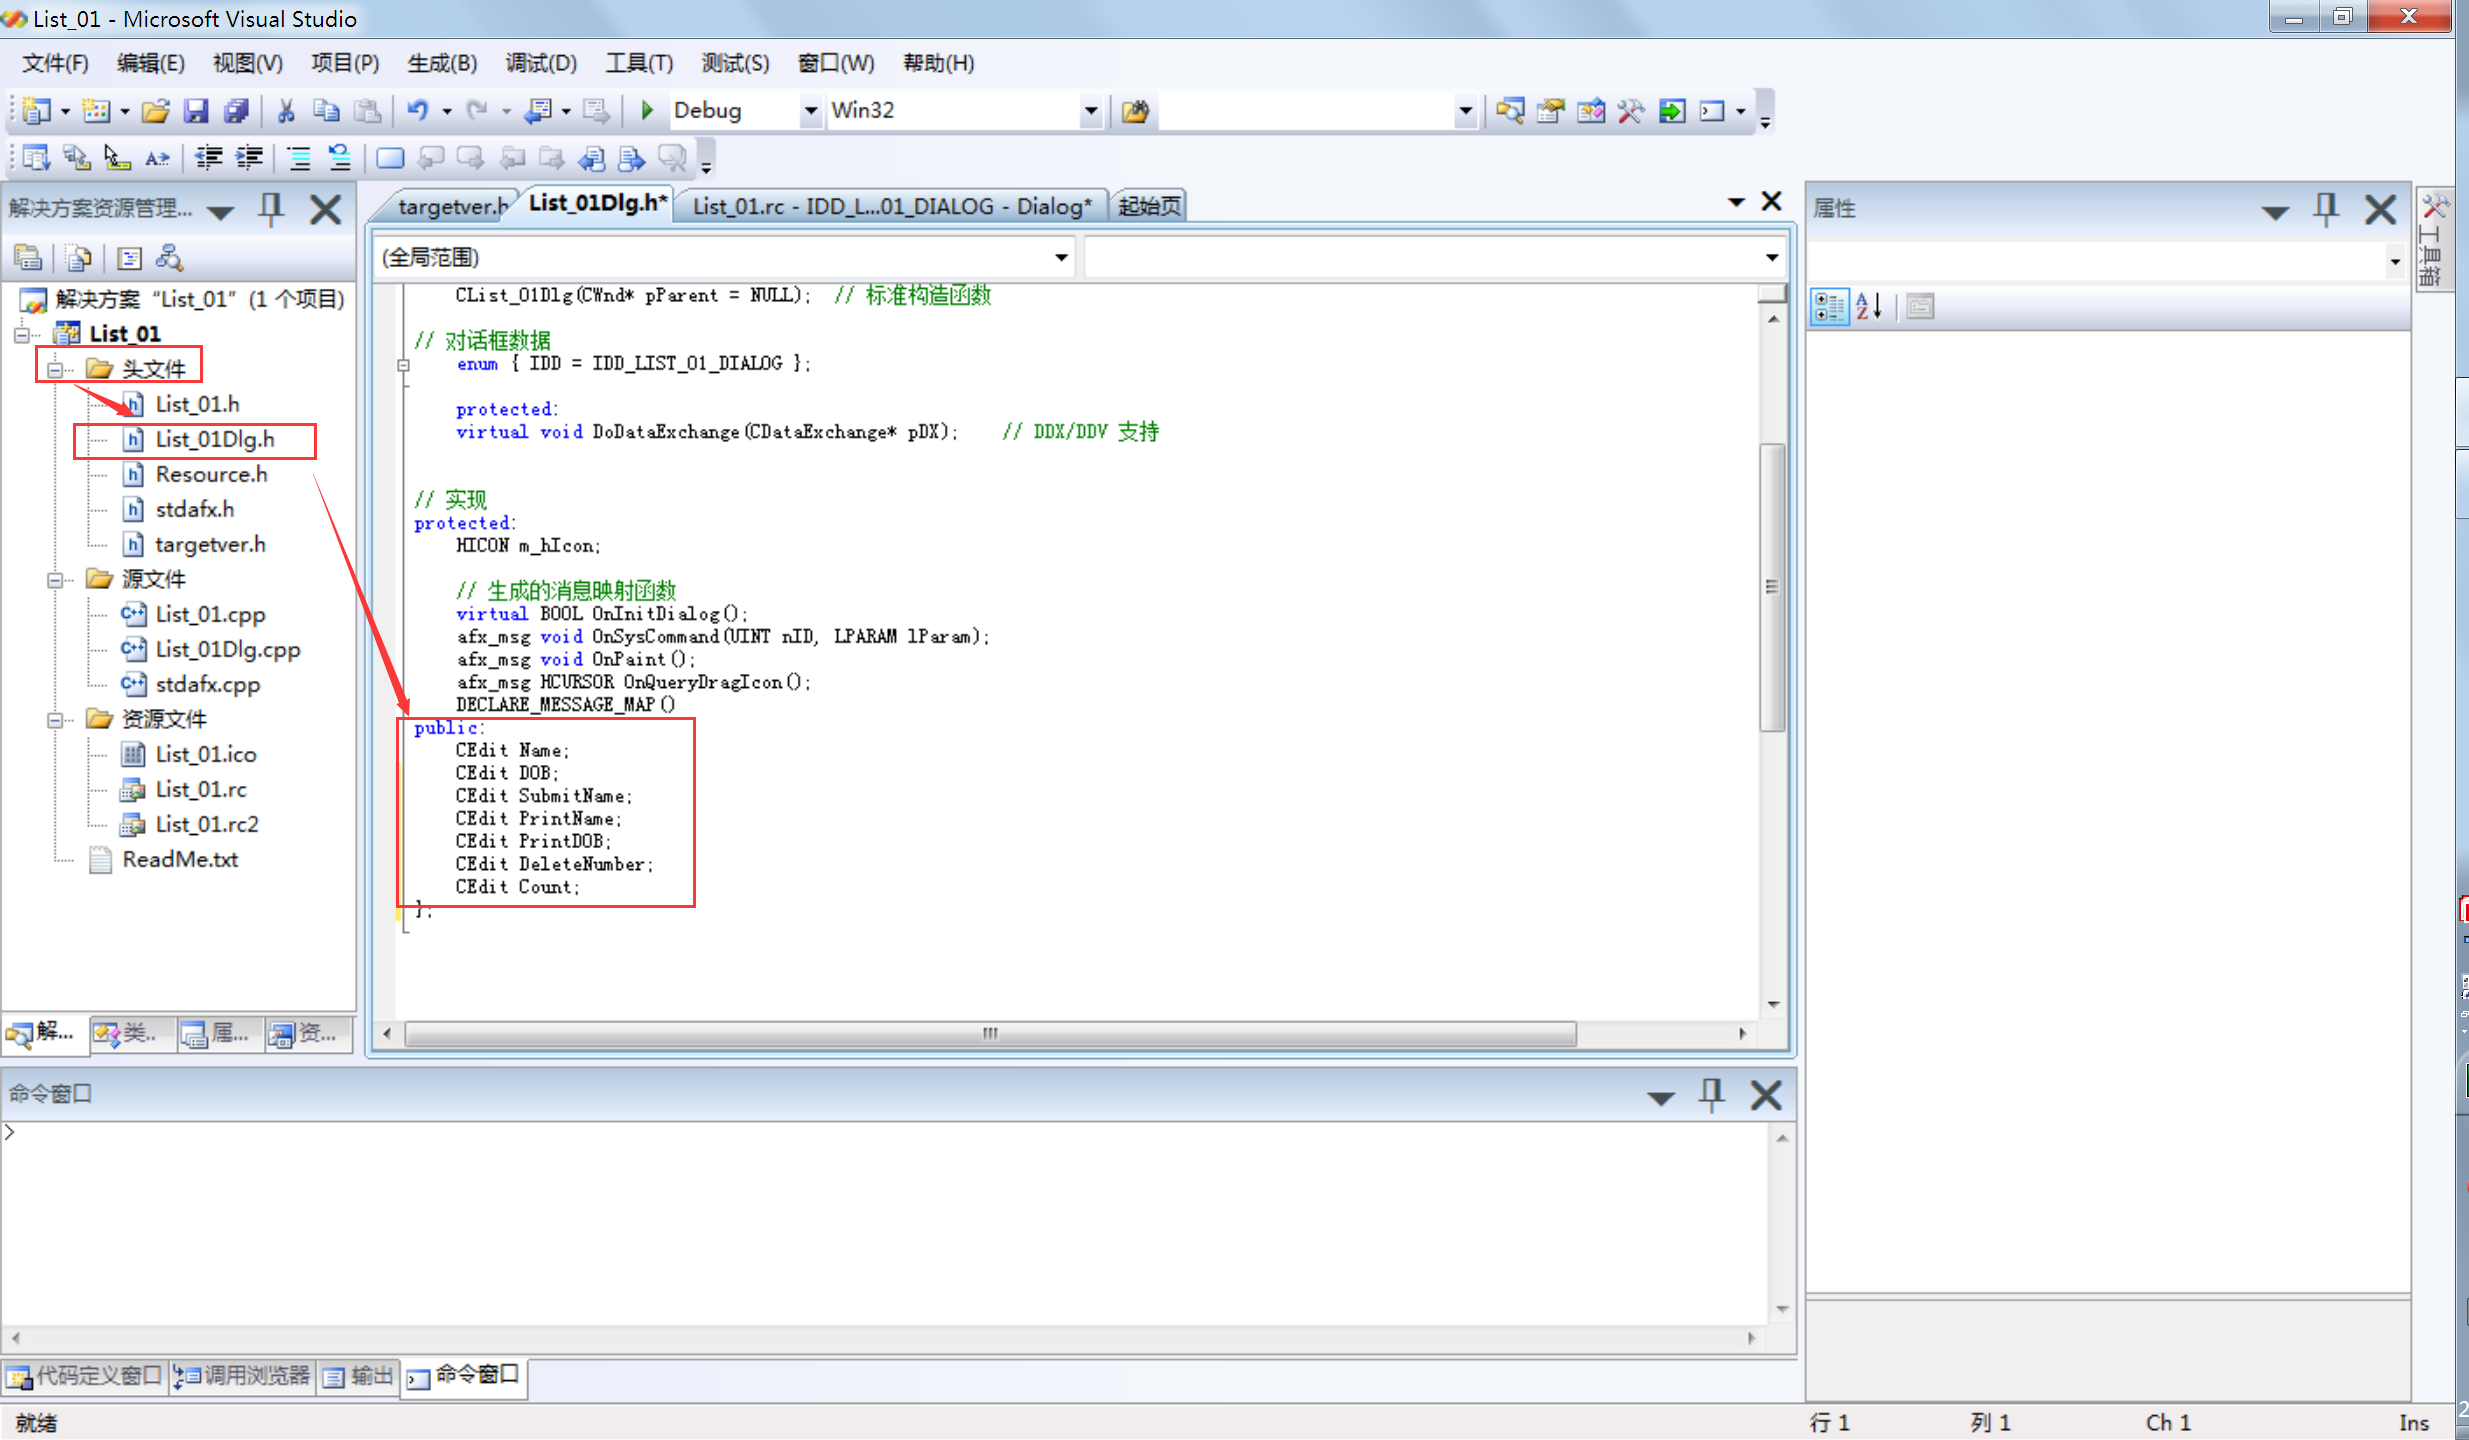 List_01 - Microsoft Visual Studio
文件(F) 编辑(E) 视图(V) 项目(P) 生成(B) 调试(D) 工具(T) 测试(S) 窗口(W) 帮助(H)
Debug Win32
解决方案资源管理...
解决方案 “List_01” (1 个项目)
List_01
头文件
List_01.h
List_01Dlg.h
Resource.h
stdafx.h
targetver.h
源文件
List_01.cpp
List_01Dlg.cpp
stdafx.cpp
资源文件
List_01.ico
List_01.rc
List_01.rc2
ReadMe.txt
解... 类.. 属... 资...
targetver.h List_01Dlg.h* List_01.rc - IDD_L...01_DIALOG - Dialog* 起始页
(全局范围)
CList_01Dlg(CWnd* pParent = NULL); // 标准构造函数
// 对话框数据
enum { IDD = IDD_LIST_01_DIALOG };
protected:
virtual void DoDataExchange(CDataExchange* pDX); // DDX/DDV 支持
// 实现
protected:
HICON m_hIcon;
// 生成的消息映射函数
virtual BOOL OnInitDialog();
afx_msg void OnSysCommand(UINT nID, LPARAM lParam);
afx_msg void OnPaint();
afx_msg HCURSOR OnQueryDragIcon();
DECLARE_MESSAGE_MAP()
public:
CEdit Name;
CEdit DOB;
CEdit SubmitName;
CEdit PrintName;
CEdit PrintDOB;
CEdit DeleteNumber;
CEdit Count;
};
属性
工具箱
命令窗口
>
代码定义窗口 调用浏览器 输出 命令窗口
就绪 行 1 列 1 Ch 1 Ins